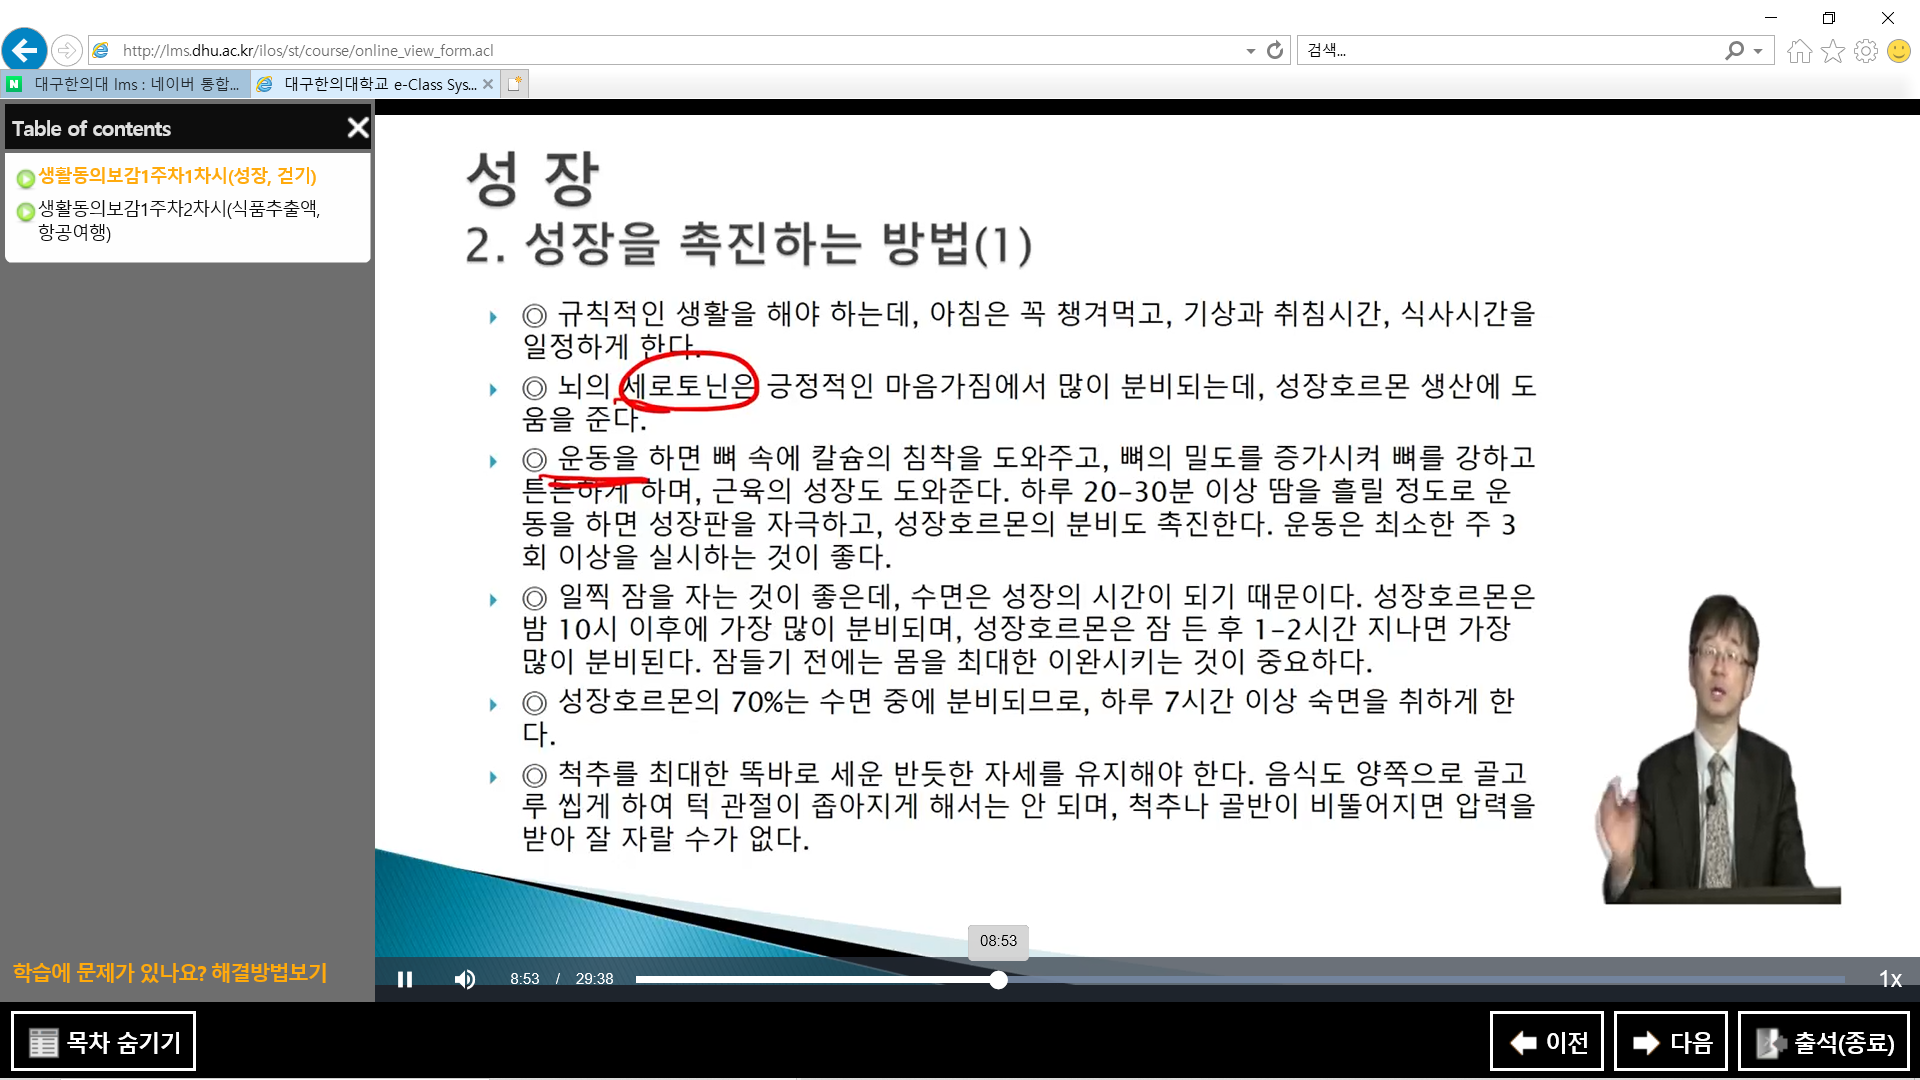 http://lms.dhu.ac.kr/ilos/st/course/online_view_form.acl
검색...
대구한의대 lms : 네이버 통합...
대구한의대학교 e-Class Sys...
Table of contents
생활동의보감1주차1차시(성장, 걷기)
생활동의보감1주차2차시(식품추출액,
항공여행)
성 장
2. 성장을 촉진하는 방법(1)
◎ 규칙적인 생활을 해야 하는데, 아침은 꼭 챙겨먹고, 기상과 취침시간, 식사시간을
일정하게 한다.
◎ 뇌의 세로토닌은 긍정적인 마음가짐에서 많이 분비되는데, 성장호르몬 생산에 도
움을 준다.
◎ 운동을 하면 뼈 속에 칼슘의 침착을 도와주고, 뼈의 밀도를 증가시켜 뼈를 강하고
튼튼하게 하며, 근육의 성장도 도와준다. 하루 20-30분 이상 땀을 흘릴 정도로 운
동을 하면 성장판을 자극하고, 성장호르몬의 분비도 촉진한다. 운동은 최소한 주 3
회 이상을 실시하는 것이 좋다.
◎ 일찍 잠을 자는 것이 좋은데, 수면은 성장의 시간이 되기 때문이다. 성장호르몬은
밤 10시 이후에 가장 많이 분비되며, 성장호르몬은 잠 든 후 1-2시간 지나면 가장
많이 분비된다. 잠들기 전에는 몸을 최대한 이완시키는 것이 중요하다.
◎ 성장호르몬의 70%는 수면 중에 분비되므로, 하루 7시간 이상 숙면을 취하게 한
다.
◎ 척추를 최대한 똑바로 세운 반듯한 자세를 유지해야 한다. 음식도 양쪽으로 골고
루 씹게 하여 턱 관절이 좁아지게 해서는 안 되며, 척추나 골반이 비뚤어지면 압력을
받아 잘 자랄 수가 없다.
08:53
학습에 문제가 있나요? 해결방법보기
8:53 / 29:38
1x
목차 숨기기
이전
다음
출석(종료)